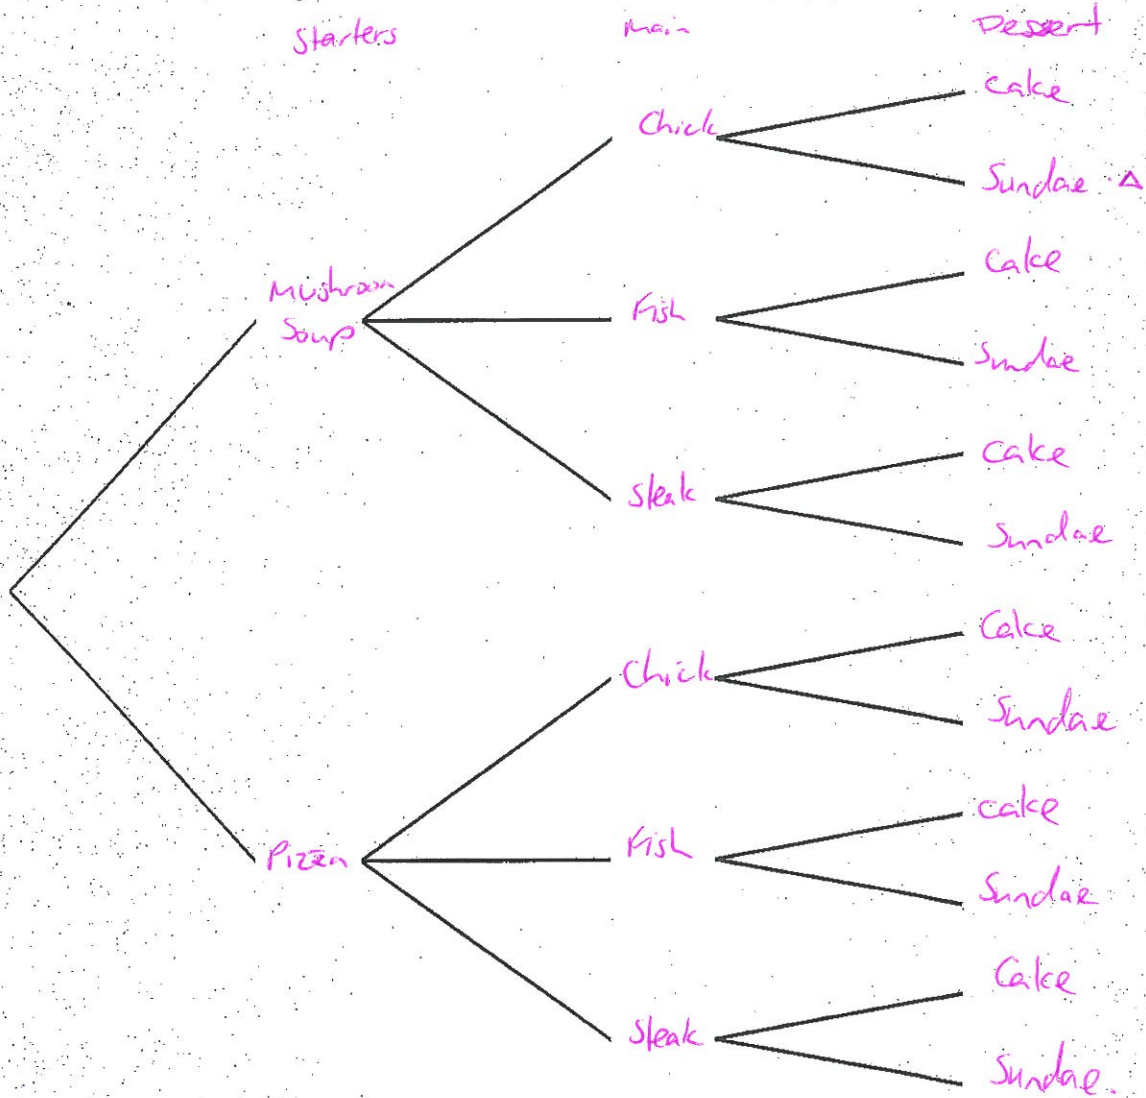 Starters Main Dessert
Chick
Cake
Sundae Δ
Mushroom
Soup
Fish
Cake
Sundae
Steak
Cake
Sundae
Chick
Cake
Sundae
Pizza
Fish
Cake
Sundae
Steak
Cake
Sundae.